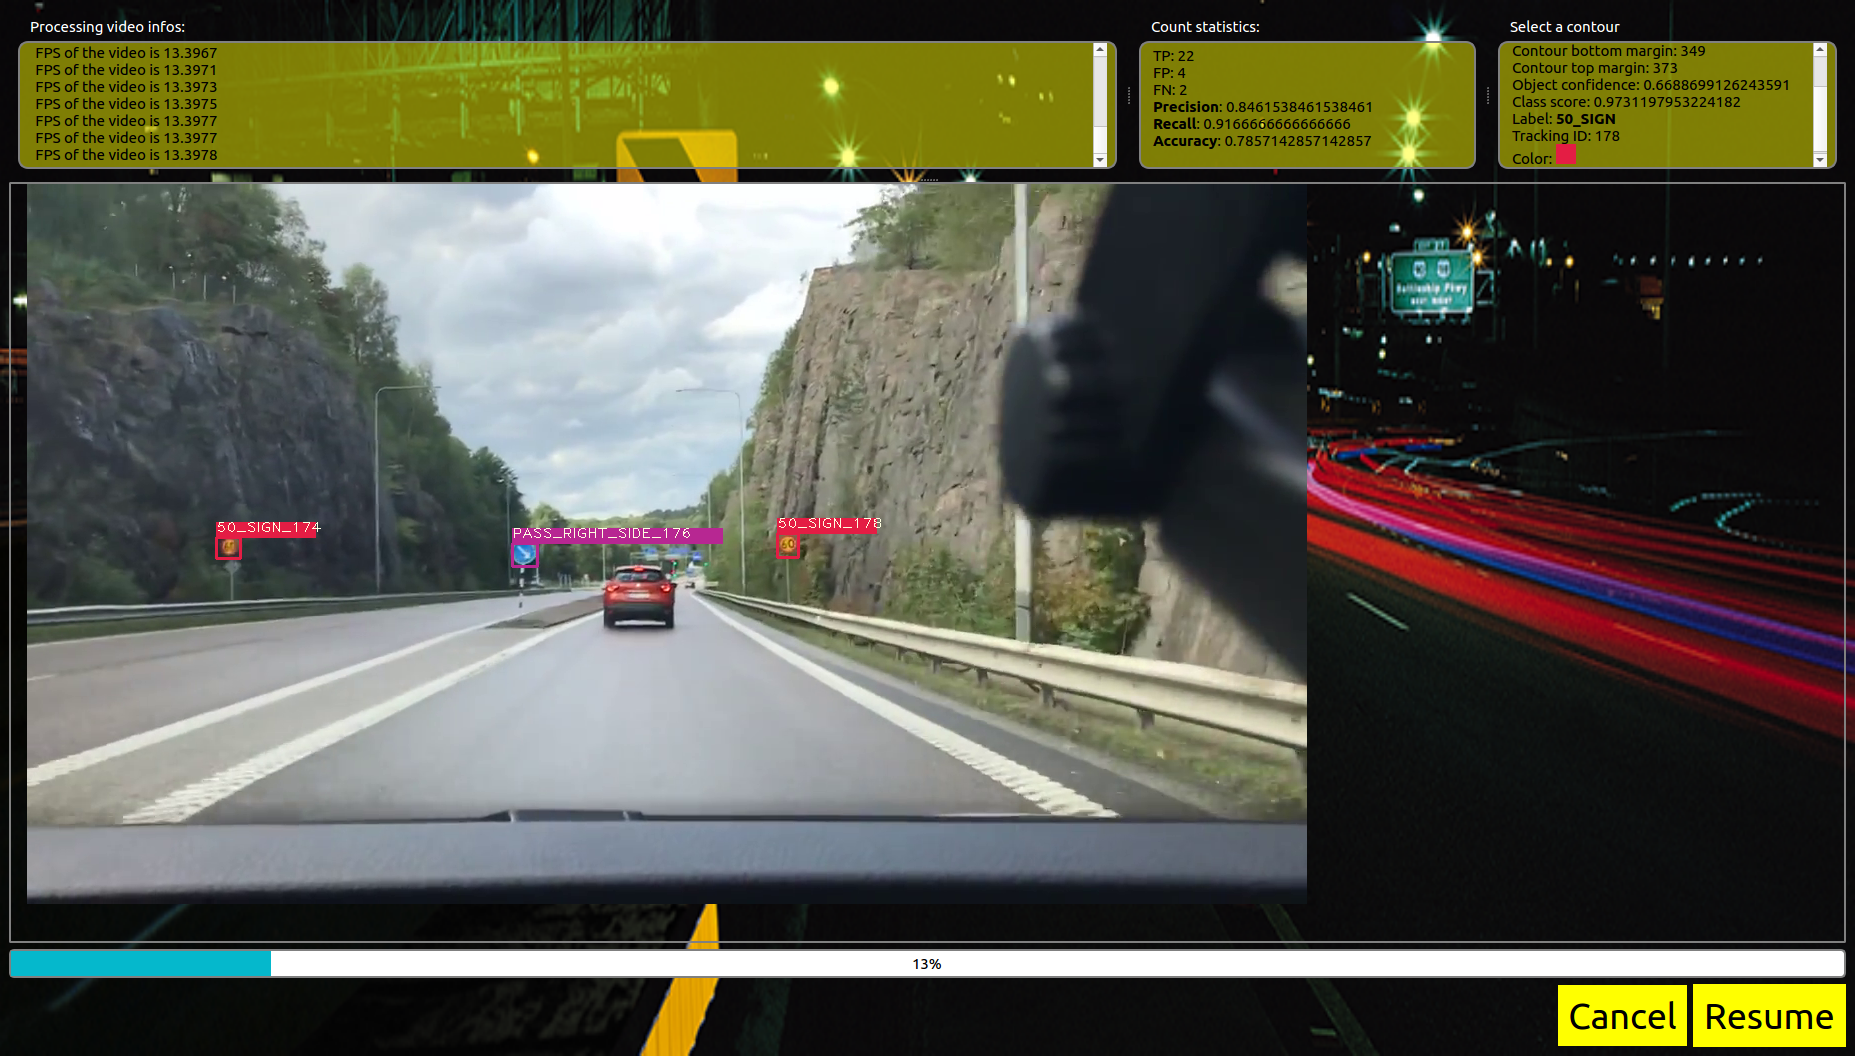 Processing video infos:
FPS of the video is 13.3967
FPS of the video is 13.3971
FPS of the video is 13.3973
FPS of the video is 13.3975
FPS of the video is 13.3977
FPS of the video is 13.3977
FPS of the video is 13.3978
Count statistics:
TP: 22
FP: 4
FN: 2
Precision: 0.8461538461538461
Recall: 0.9166666666666666
Accuracy: 0.7857142857142857
Select a contour
Contour bottom margin: 349
Contour top margin: 373
Object confidence: 0.6688699126243591
Class score: 0.9731197953224182
Label: 50_SIGN
Tracking ID: 178
Color:
50_SIGN_174
PASS_RIGHT_SIDE_176
50_SIGN_178
60
Battleship Pkwy
13%
Cancel
Resume